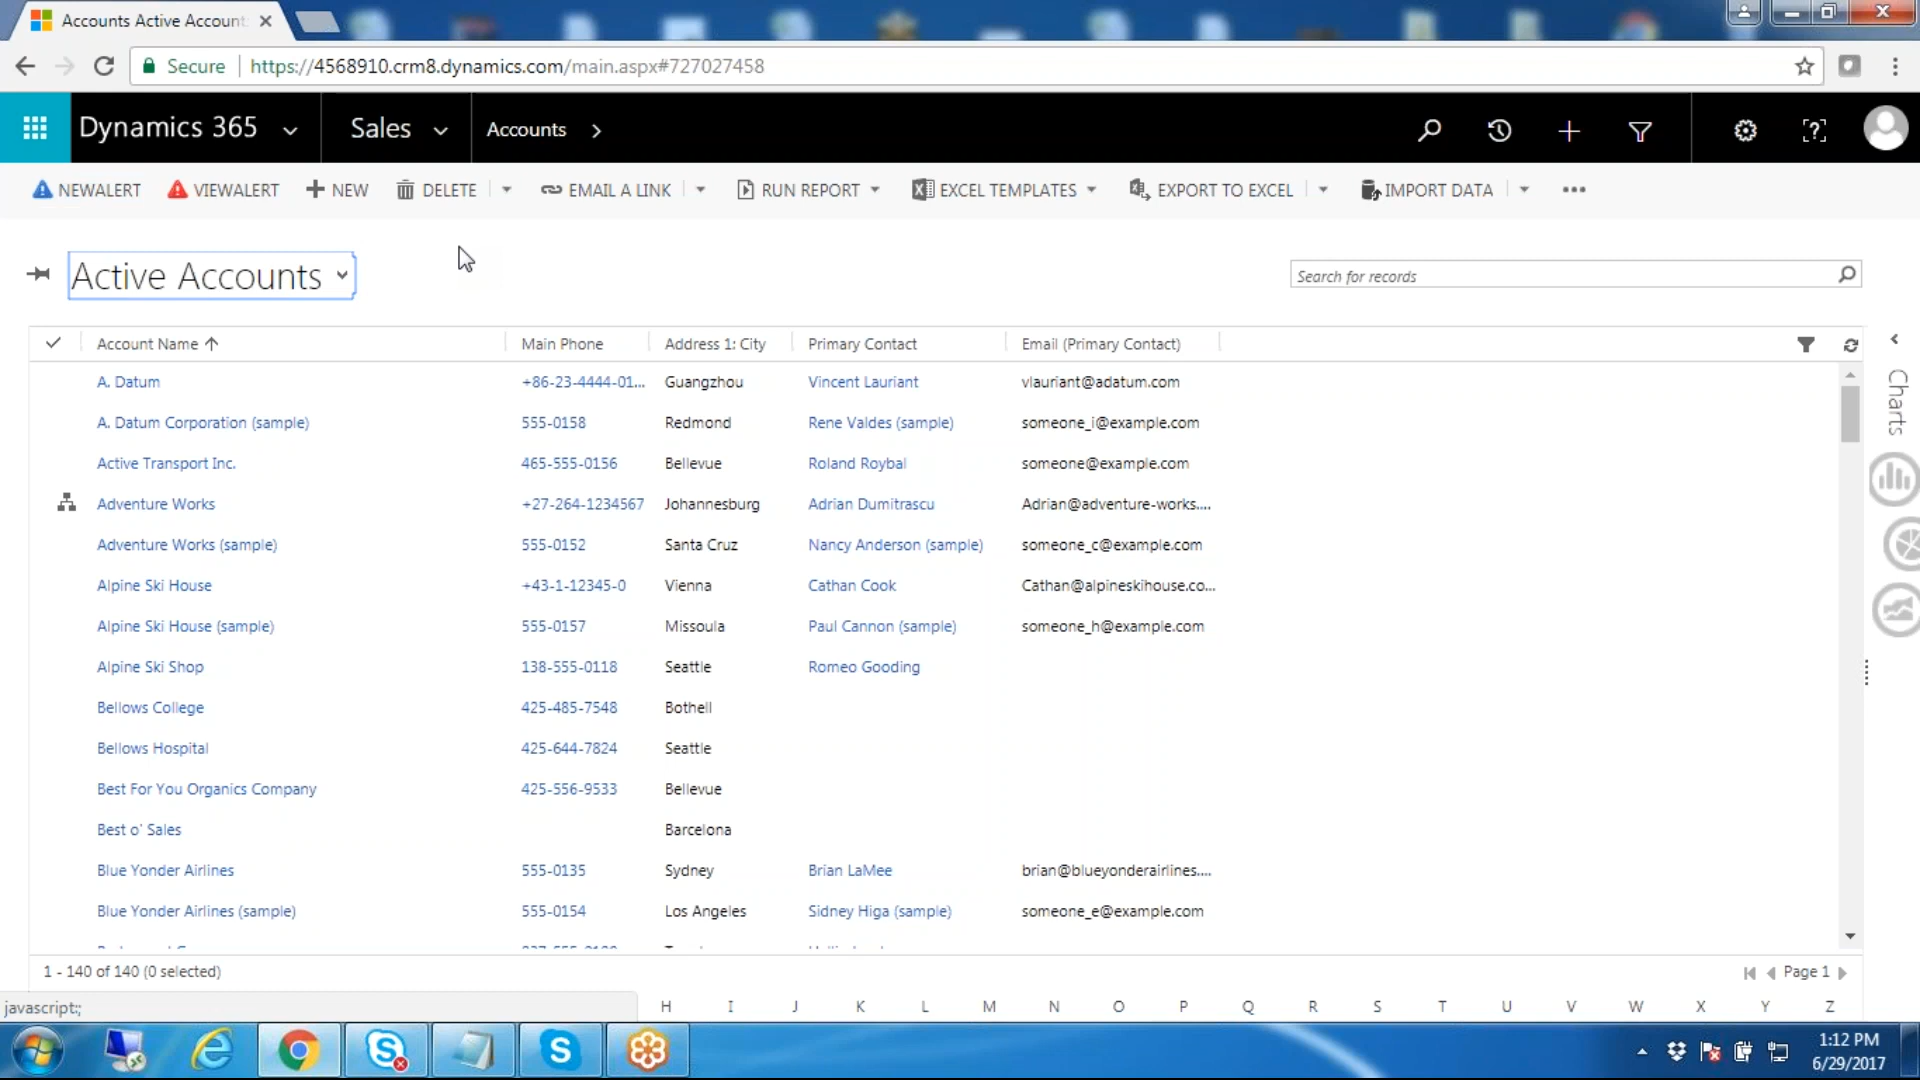 Accounts Active Account
Secure https://4568910.crm8.dynamics.com/main.aspx#727027458
Dynamics 365 Sales Accounts
NEWALERT VIEWALERT NEW DELETE EMAIL A LINK RUN REPORT EXCEL TEMPLATES EXPORT TO EXCEL IMPORT DATA
Active Accounts
Search for records
Account Name Main Phone Address 1: City Primary Contact Email (Primary Contact)
A. Datum +86-23-4444-01... Guangzhou Vincent Lauriant vlauriant@adatum.com
A. Datum Corporation (sample) 555-0158 Redmond Rene Valdes (sample) someone_i@example.com
Active Transport Inc. 465-555-0156 Bellevue Roland Roybal someone@example.com
Adventure Works +27-264-1234567 Johannesburg Adrian Dumitrascu Adrian@adventure-works....
Adventure Works (sample) 555-0152 Santa Cruz Nancy Anderson (sample) someone_c@example.com
Alpine Ski House +43-1-12345-0 Vienna Cathan Cook Cathan@alpineskihouse.co...
Alpine Ski House (sample) 555-0157 Missoula Paul Cannon (sample) someone_h@example.com
Alpine Ski Shop 138-555-0118 Seattle Romeo Gooding
Bellows College 425-485-7548 Bothell
Bellows Hospital 425-644-7824 Seattle
Best For You Organics Company 425-556-9533 Bellevue
Best o' Sales Barcelona
Blue Yonder Airlines 555-0135 Sydney Brian LaMee brian@blueyonderairlines....
Blue Yonder Airlines (sample) 555-0154 Los Angeles Sidney Higa (sample) someone_e@example.com
Charts
1 - 140 of 140 (0 selected) Page 1
javascript:; H I J K L M N O P Q R S T U V W X Y Z
1:12 PM
6/29/2017